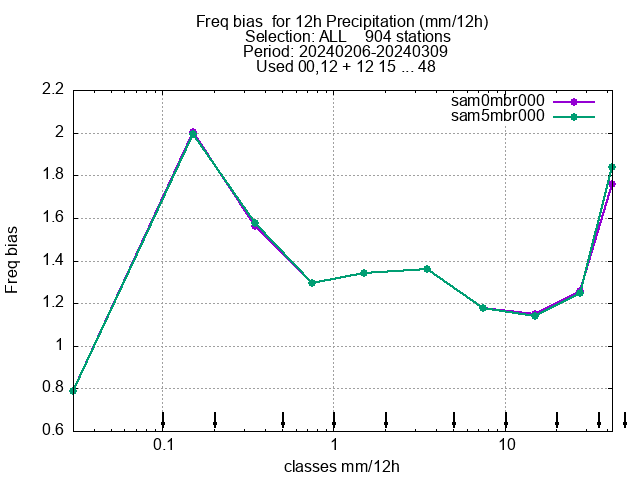 Freq bias  for 12h Precipitation (mm/12h)
Selection: ALL    904 stations
Period: 20240206-20240309
Used 00,12 + 12 15 ... 48
sam0mbr000
sam5mbr000
2.2
2
1.8
1.6
1.4
1.2
1
0.8
0.6
Freq bias
0.1 1 10
classes mm/12h